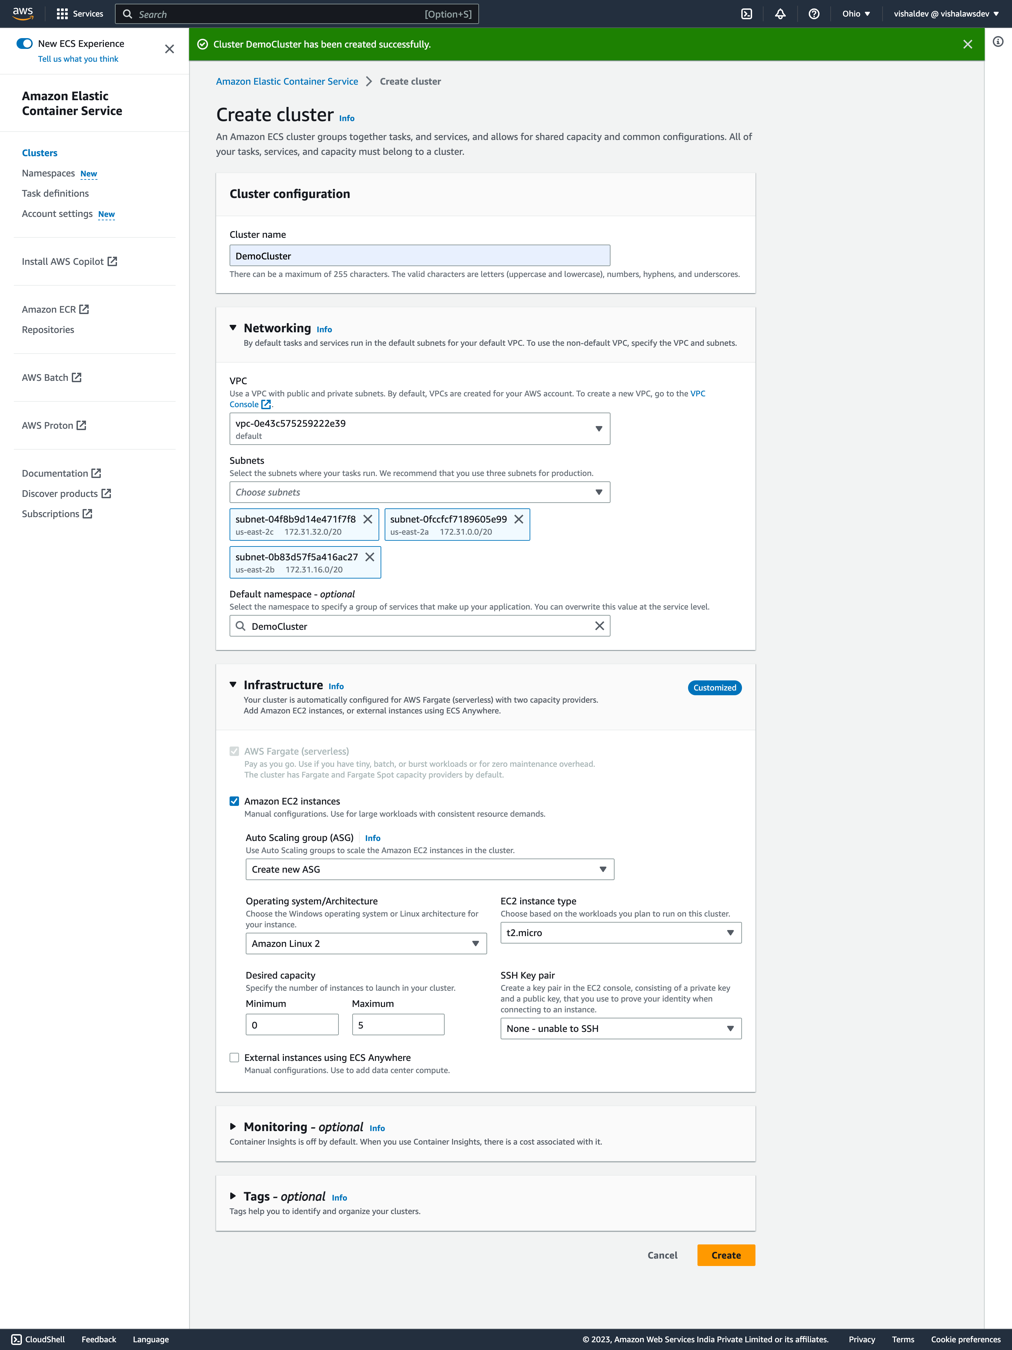 aws
Services
Search
[Option+S]
Ohio
vishaldev @ vishalawsdev
New ECS Experience
Tell us what you think
Amazon Elastic
Container Service
Clusters
Namespaces New
Task definitions
Account settings New
Install AWS Copilot
Amazon ECR
Repositories
AWS Batch
AWS Proton
Documentation
Discover products
Subscriptions
Cluster DemoCluster has been created successfully.
Amazon Elastic Container Service > Create cluster
Create cluster Info
An Amazon ECS cluster groups together tasks, and services, and allows for shared capacity and common configurations. All of
your tasks, services, and capacity must belong to a cluster.
Cluster configuration
Cluster name
DemoCluster
There can be a maximum of 255 characters. The valid characters are letters (uppercase and lowercase), numbers, hyphens, and underscores.
Networking Info
By default tasks and services run in the default subnets for your default VPC. To use the non-default VPC, specify the VPC and subnets.
VPC
Use a VPC with public and private subnets. By default, VPCs are created for your AWS account. To create a new VPC, go to the VPC
Console.
vpc-0e43c575259222e39
default
Subnets
Select the subnets where your tasks run. We recommend that you use three subnets for production.
Choose subnets
subnet-04f8b9d14e471f7f8
us-east-2c 172.31.32.0/20
subnet-0fccfcf7189605e99
us-east-2a 172.31.0.0/20
subnet-0b83d57f5a416ac27
us-east-2b 172.31.16.0/20
Default namespace - optional
Select the namespace to specify a group of services that make up your application. You can overwrite this value at the service level.
DemoCluster
Infrastructure Info
Customized
Your cluster is automatically configured for AWS Fargate (serverless) with two capacity providers.
Add Amazon EC2 instances, or external instances using ECS Anywhere.
AWS Fargate (serverless)
Pay as you go. Use if you have tiny, batch, or burst workloads or for zero maintenance overhead.
The cluster has Fargate and Fargate Spot capacity providers by default.
Amazon EC2 instances
Manual configurations. Use for large workloads with consistent resource demands.
Auto Scaling group (ASG) Info
Use Auto Scaling groups to scale the Amazon EC2 instances in the cluster.
Create new ASG
Operating system/Architecture
Choose the Windows operating system or Linux architecture for
your instance.
Amazon Linux 2
EC2 instance type
Choose based on the workloads you plan to run on this cluster.
t2.micro
Desired capacity
Specify the number of instances to launch in your cluster.
Minimum
Maximum
0
5
SSH Key pair
Create a key pair in the EC2 console, consisting of a private key
and a public key, that you use to prove your identity when
connecting to an instance.
None - unable to SSH
External instances using ECS Anywhere
Manual configurations. Use to add data center compute.
Monitoring - optional Info
Container Insights is off by default. When you use Container Insights, there is a cost associated with it.
Tags - optional Info
Tags help you to identify and organize your clusters.
Cancel
Create
CloudShell
Feedback
Language
© 2023, Amazon Web Services India Private Limited or its affiliates.
Privacy
Terms
Cookie preferences